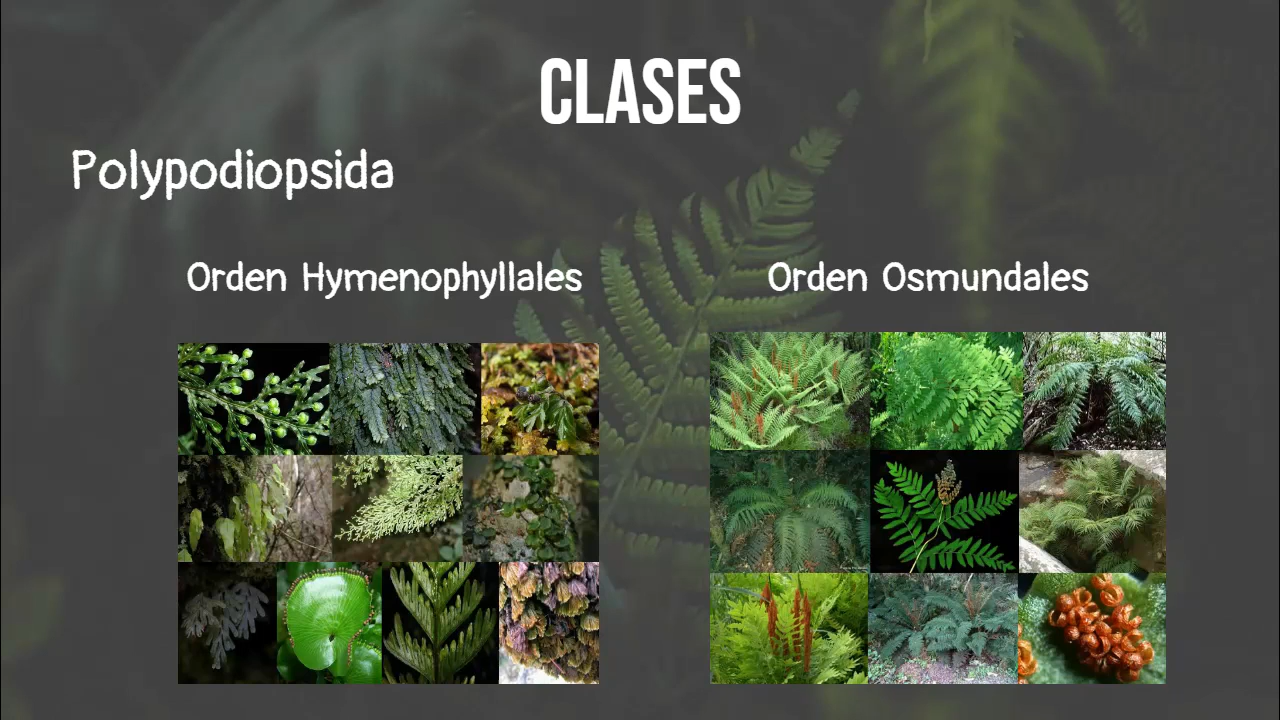 CLASES
Polypodiopsida
Orden Hymenophyllales
Orden Osmundales